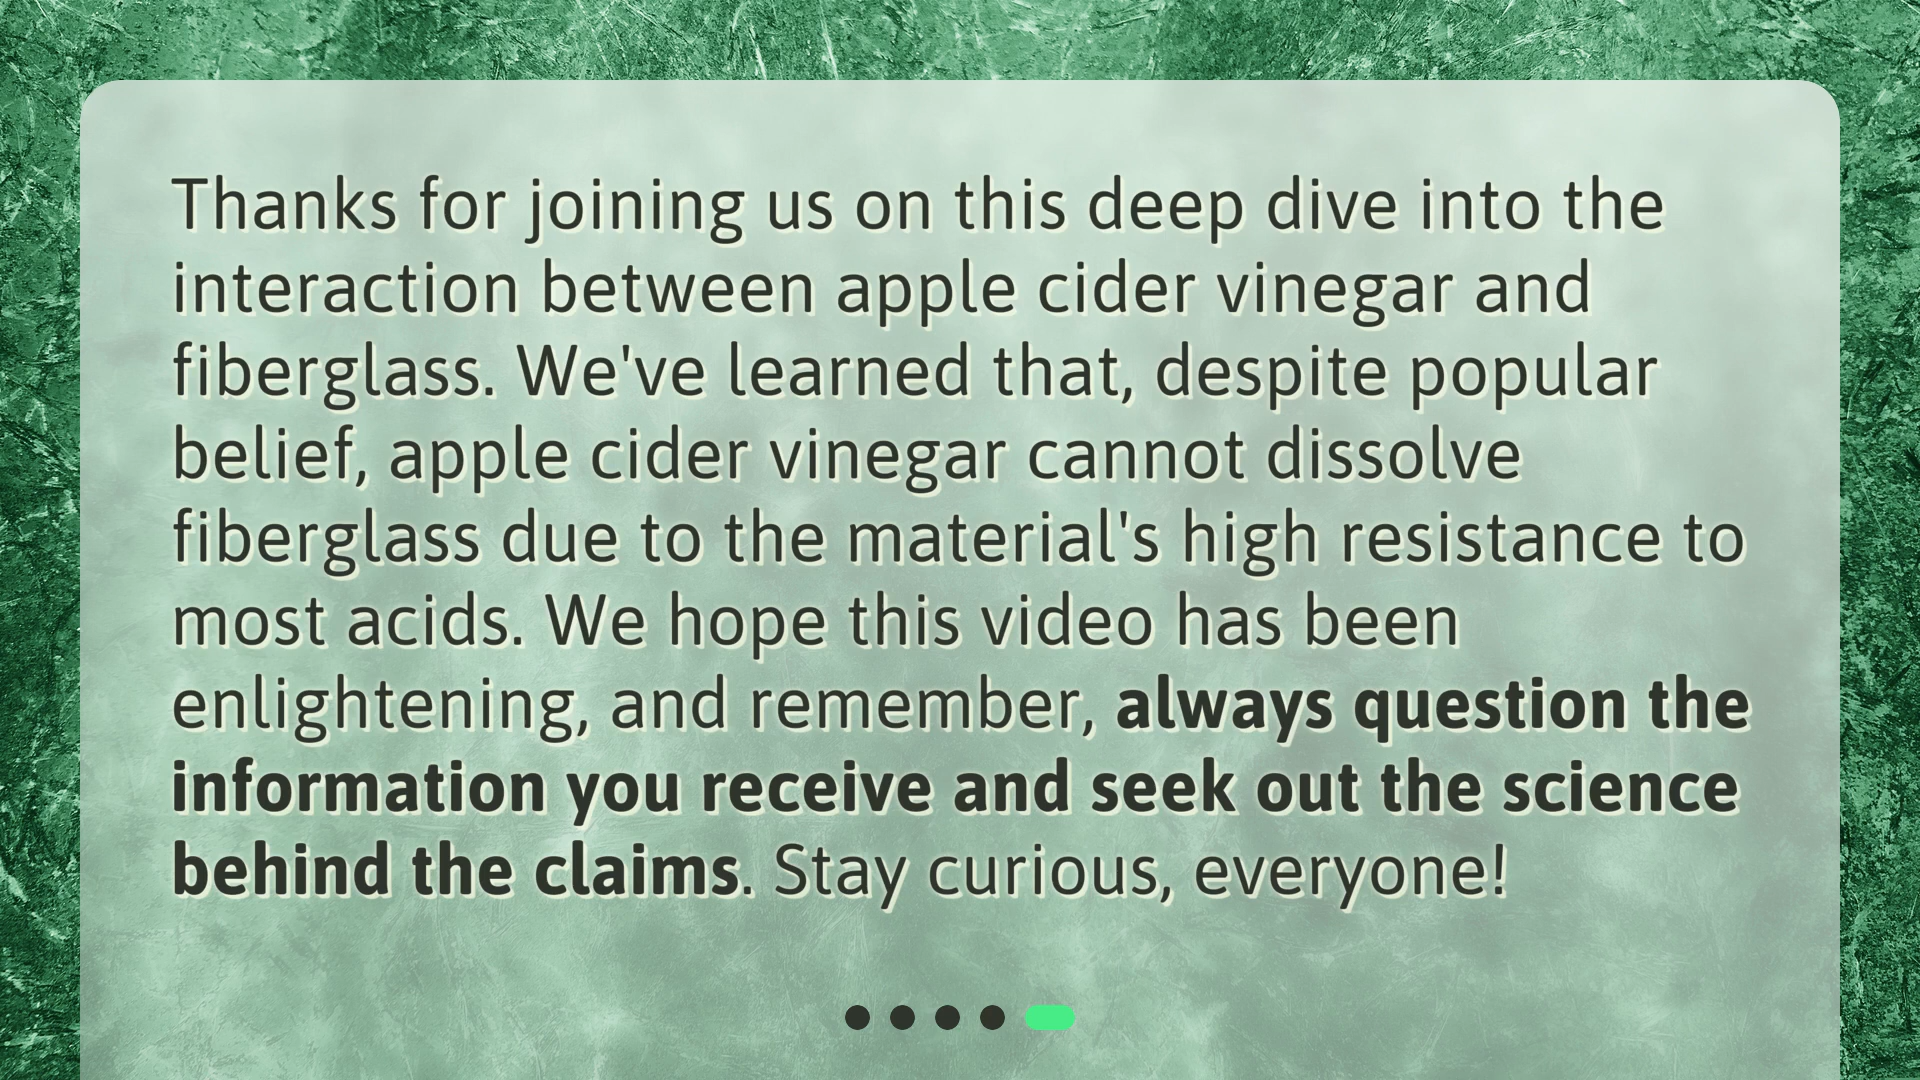 Thanks for joining us on this deep dive into the
interaction between apple cider vinegar and
fiberglass. We've learned that, despite popular
belief, apple cider vinegar cannot dissolve
fiberglass due to the material's high resistance to
most acids. We hope this video has been
enlightening, and remember, always question the
information you receive and seek out the science
behind the claims. Stay curious, everyone!